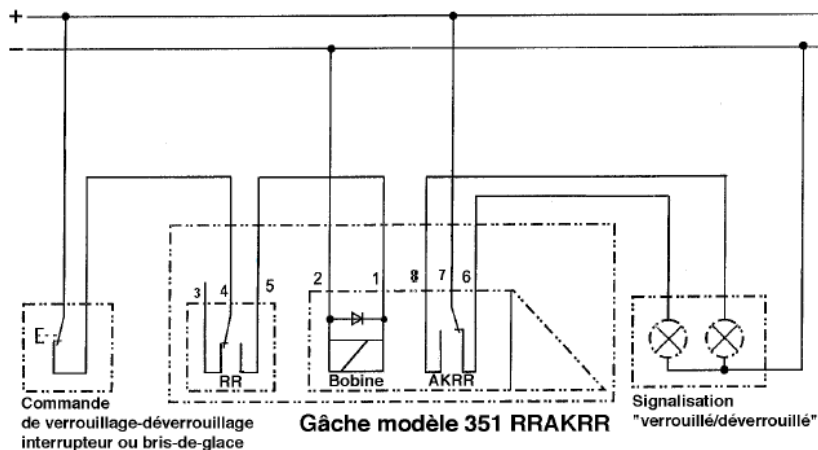 +
−
3 4 5 2 1 8 7 6
E
RR Bobine AKRR
Commande
de verrouillage-déverrouillage
interrupteur ou bris-de-glace
Gâche modèle 351 RRAKRR
Signalisation
"verrouillé/déverrouillé"